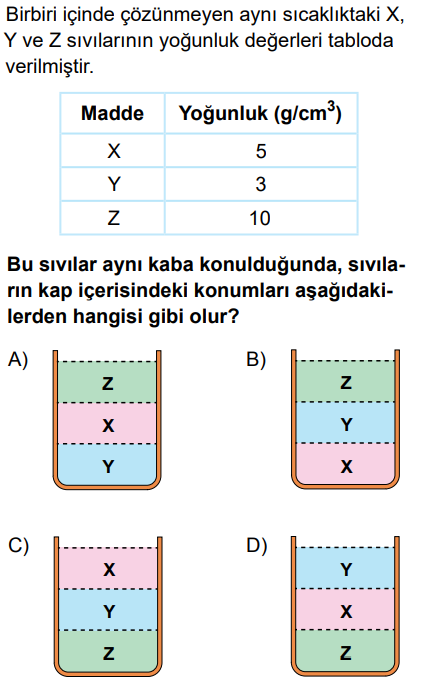 Birbiri içinde çözünmeyen aynı sıcaklıktaki X,
Y ve Z sıvılarının yoğunluk değerleri tabloda
verilmiştir.
Madde Yoğunluk (g/cm³)
X 5
Y 3
Z 10
Bu sıvılar aynı kaba konulduğunda, sıvıla-
rın kap içerisindeki konumları aşağıdaki-
lerden hangisi gibi olur?
A)
Z
X
Y
B)
Z
Y
X
C)
X
Y
Z
D)
Y
X
Z